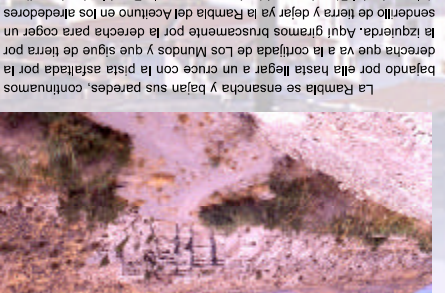 La Rambla se ensancha y bajan sus paredes, continuamos
bajando por ella hasta llegar a un cruce con la pista asfaltada por la
derecha que va a la cortijada de Los Mundos y que sigue de tierra por
la izquierda. Aquí giramos bruscamente por la derecha para coger un
senderillo de tierra y dejar ya la Rambla del Aceituno en los alrededores